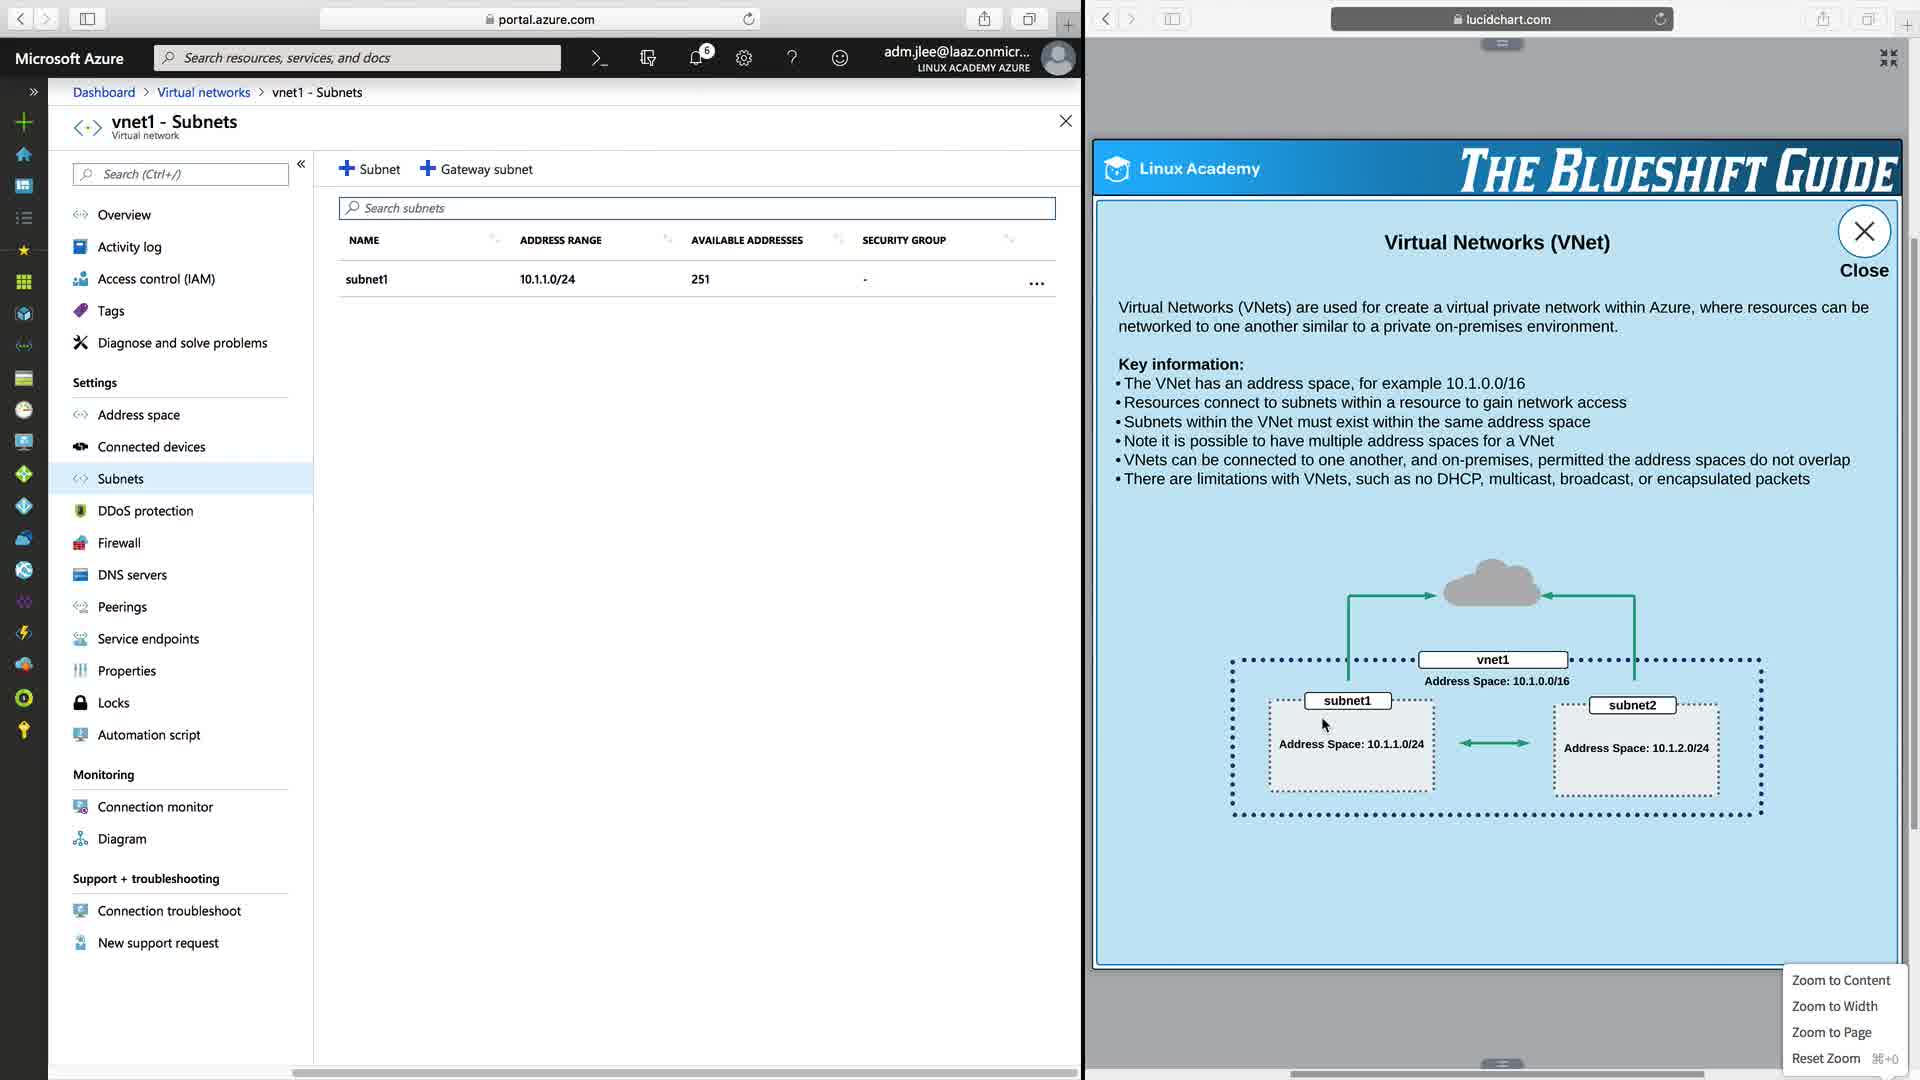 portal.azure.com
Microsoft Azure
Search resources, services, and docs
6
adm.jlee@laaz.onmicr...
LINUX ACADEMY AZURE
Dashboard > Virtual networks > vnet1 - Subnets
vnet1 - Subnets
Virtual network
Search (Ctrl+/)
Overview
Activity log
Access control (IAM)
Tags
Diagnose and solve problems
Settings
Address space
Connected devices
Subnets
DDoS protection
Firewall
DNS servers
Peerings
Service endpoints
Properties
Locks
Automation script
Monitoring
Connection monitor
Diagram
Support + troubleshooting
Connection troubleshoot
New support request
Subnet
Gateway subnet
Search subnets
NAME ADDRESS RANGE AVAILABLE ADDRESSES SECURITY GROUP
subnet1 10.1.1.0/24 251 - ...
lucidchart.com
Linux Academy
THE BLUESHIFT GUIDE
Virtual Networks (VNet)
Close
Virtual Networks (VNets) are used for create a virtual private network within Azure, where resources can be
networked to one another similar to a private on-premises environment.
Key information:
• The VNet has an address space, for example 10.1.0.0/16
• Resources connect to subnets within a resource to gain network access
• Subnets within the VNet must exist within the same address space
• Note it is possible to have multiple address spaces for a VNet
• VNets can be connected to one another, and on-premises, permitted the address spaces do not overlap
• There are limitations with VNets, such as no DHCP, multicast, broadcast, or encapsulated packets
vnet1
Address Space: 10.1.0.0/16
subnet1
Address Space: 10.1.1.0/24
subnet2
Address Space: 10.1.2.0/24
Zoom to Content
Zoom to Width
Zoom to Page
Reset Zoom ⌘+0